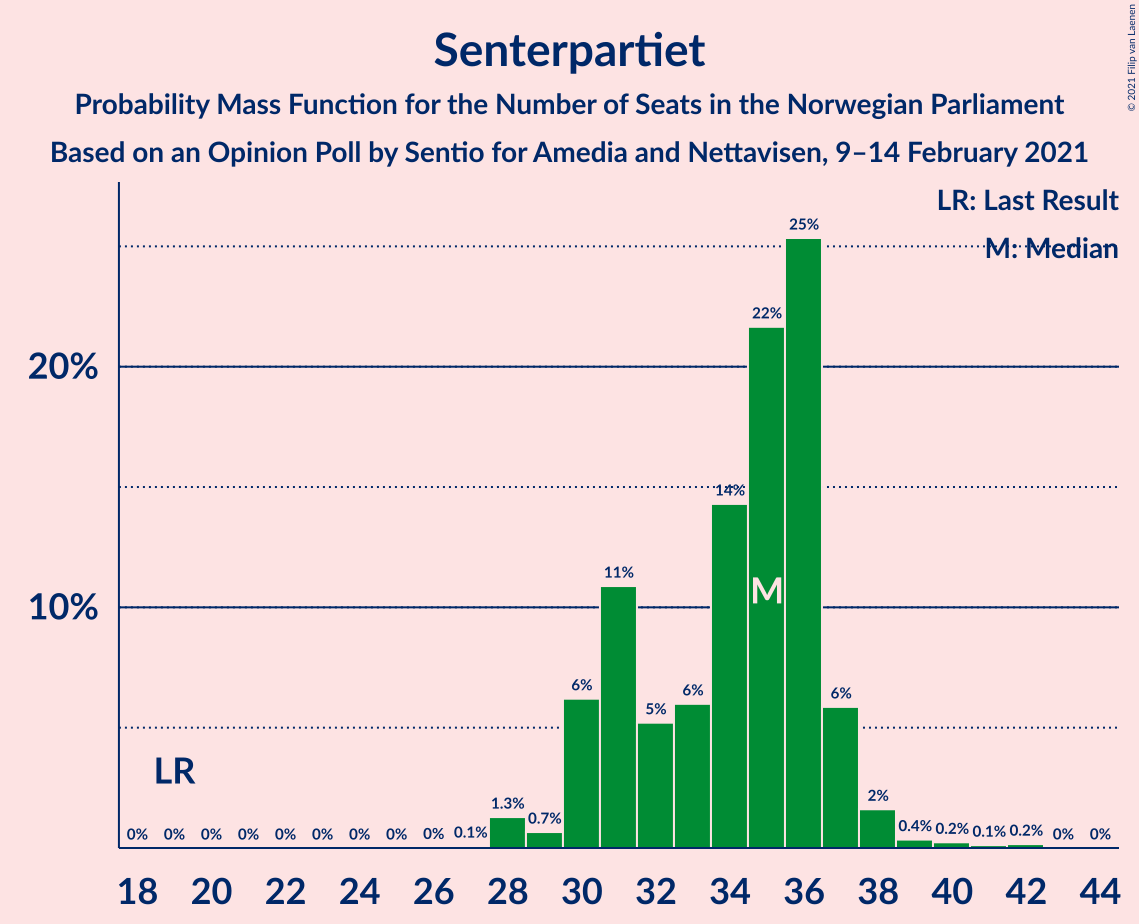 Senterpartiet
Probability Mass Function for the Number of Seats in the Norwegian Parliament
Based on an Opinion Poll by Sentio for Amedia and Nettavisen, 9–14 February 2021
© 2021 Filip van Laenen
LR: Last Result
M: Median
25%
22%
20%
14%
11%
M
10%
6%
5%
6%
6%
LR
0% 0% 0% 0% 0% 0% 0% 0% 0% 0.1% 1.3% 0.7% 2% 0.4% 0.2% 0.1% 0.2% 0% 0%
18 20 22 24 26 28 30 32 34 36 38 40 42 44